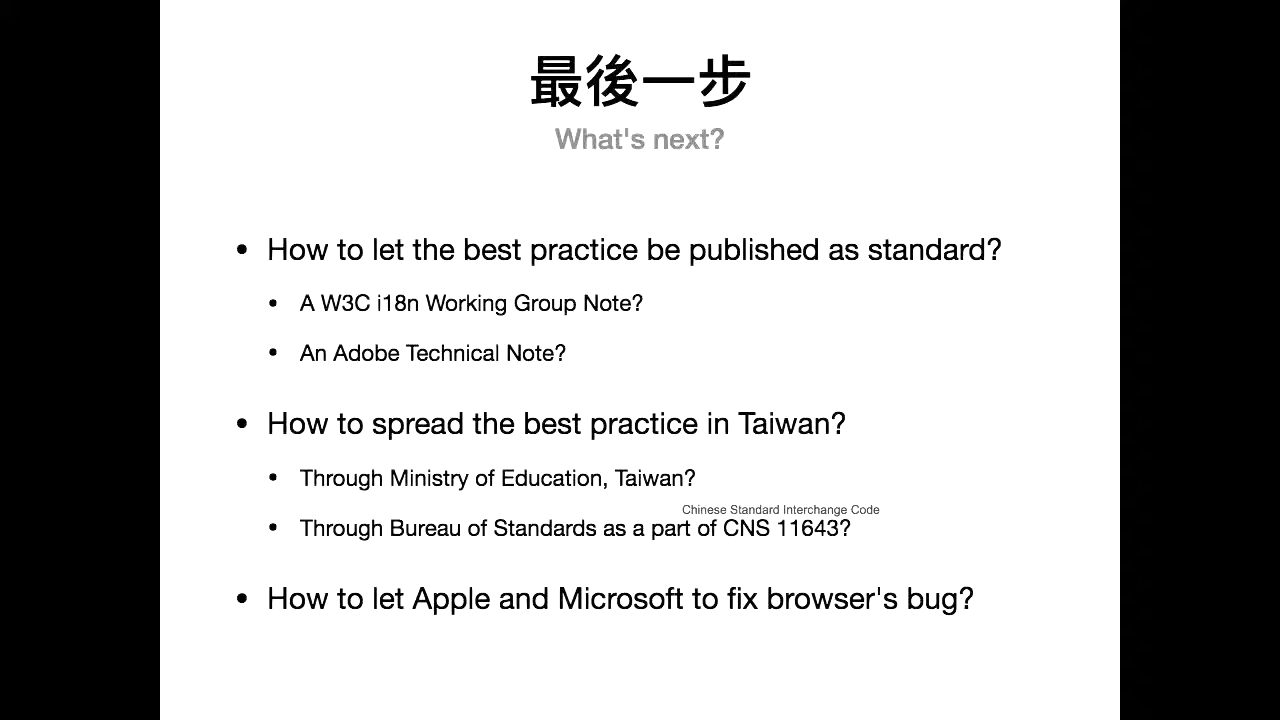 最後一步
What's next?
• How to let the best practice be published as standard?
• A W3C i18n Working Group Note?
• An Adobe Technical Note?
• How to spread the best practice in Taiwan?
• Through Ministry of Education, Taiwan?
Chinese Standard Interchange Code
• Through Bureau of Standards as a part of CNS 11643?
• How to let Apple and Microsoft to fix browser's bug?